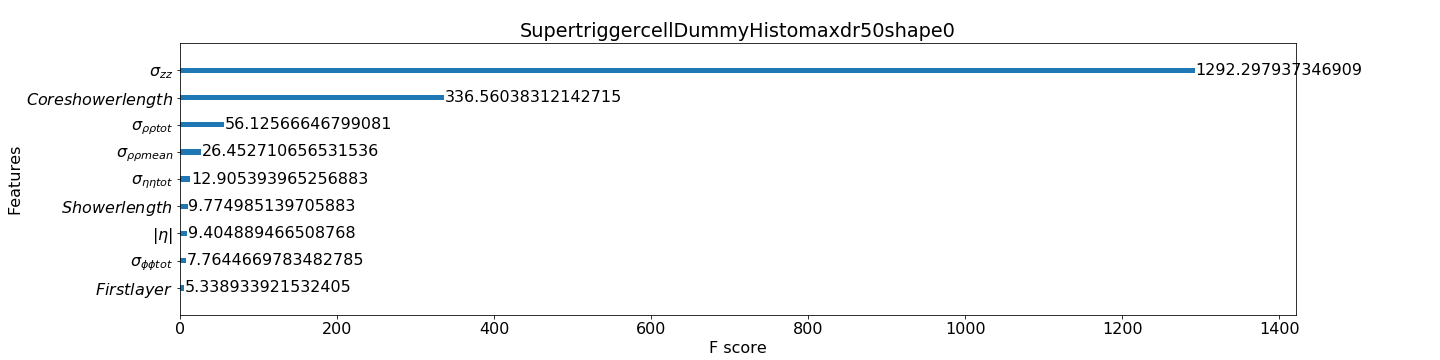 SupertriggercellDummyHistomaxdr50shape0
σzz 1292.297937346909
Coreshowerlength 336.56038312142715
σρρtot 56.12566646799081
σρρmean 26.452710656531536
σηηtot 12.905393965256883
Showerlength 9.774985139705883
|η| 9.404889466508768
σϕϕtot 7.7644669783482785
Firstlayer 5.338933921532405
Features
0 200 400 600 800 1000 1200 1400
F score